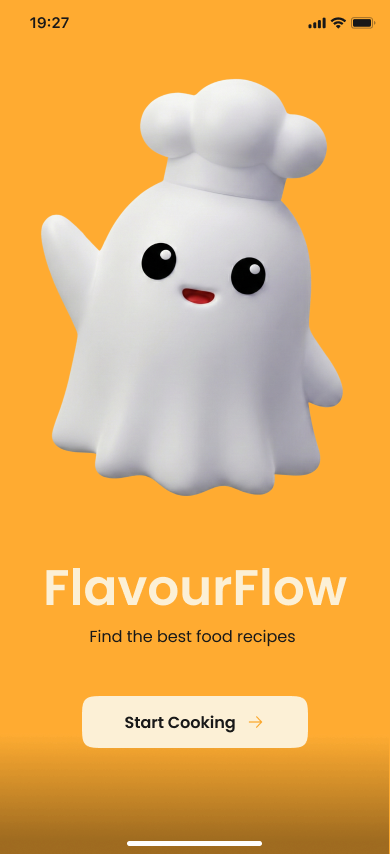 19:27
FlavourFlow
Find the best food recipes
Start Cooking